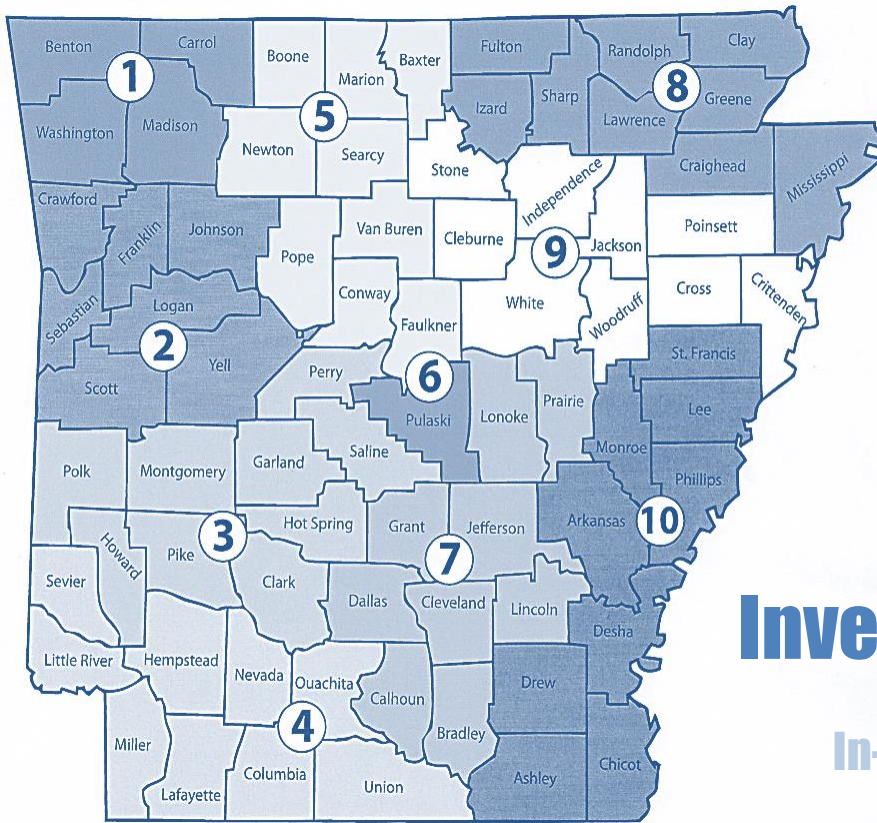 Benton
Carrol
Boone
Marion
Baxter
Fulton
Randolph
Clay
1
5
8
Izard
Sharp
Lawrence
Greene
Washington
Madison
Newton
Searcy
Stone
Independence
Craighead
Mississippi
Crawford
Franklin
Johnson
Pope
Van Buren
Cleburne
9
Jackson
Poinsett
Sebastian
Logan
Conway
Faulkner
White
Woodruff
Cross
Crittenden
2
Scott
Yell
Perry
6
Pulaski
Lonoke
Prairie
St. Francis
Lee
Monroe
Phillips
Polk
Montgomery
Garland
Saline
Howard
Pike
3
Hot Spring
Grant
Jefferson
Arkansas
10
Sevier
Clark
7
Dallas
Cleveland
Lincoln
Desha
Inve
Little River
Hempstead
Nevada
Ouachita
Calhoun
Drew
4
Miller
Lafayette
Columbia
Union
Bradley
Ashley
Chicot
In-